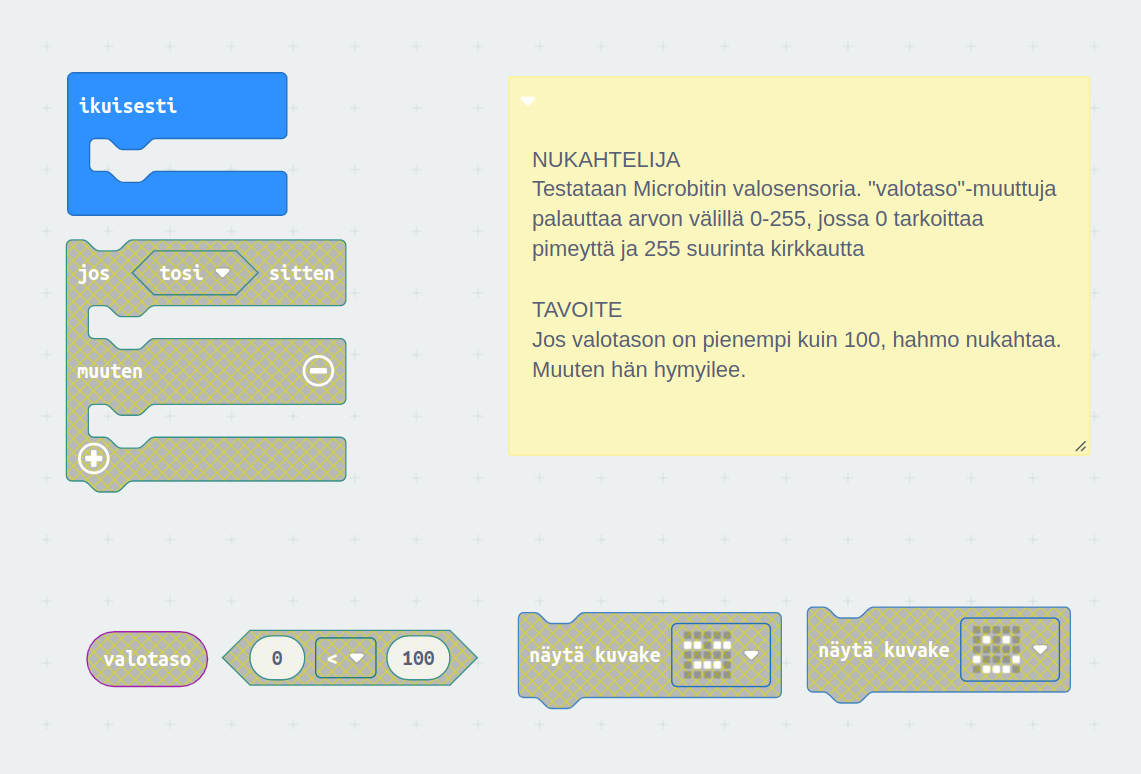 ikuisesti
NUKAHTELIJA
Testataan Microbitin valosensoria. "valotaso"-muuttuja
palauttaa arvon välillä 0-255, jossa 0 tarkoittaa
pimeyttä ja 255 suurinta kirkkautta
TAVOITE
Jos valotason on pienempi kuin 100, hahmo nukahtaa.
Muuten hän hymyilee.
jos tosi sitten
muuten
valotaso
0 < 100
näytä kuvake
näytä kuvake